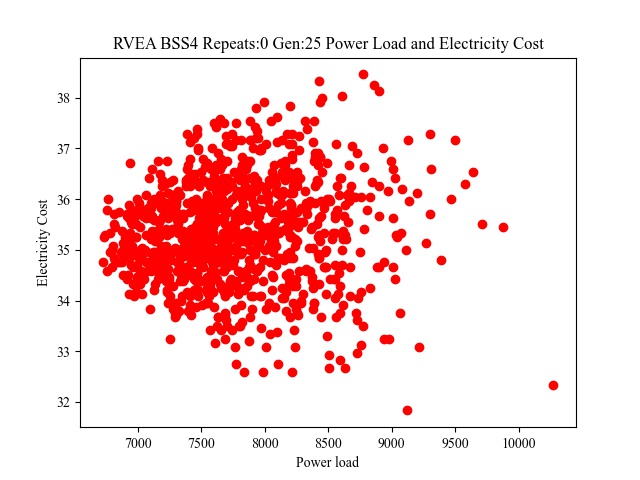 RVEA BSS4 Repeats:0 Gen:25 Power Load and Electricity Cost
38
37
36
35
34
33
32
Electricity Cost
7000 7500 8000 8500 9000 9500 10000
Power load